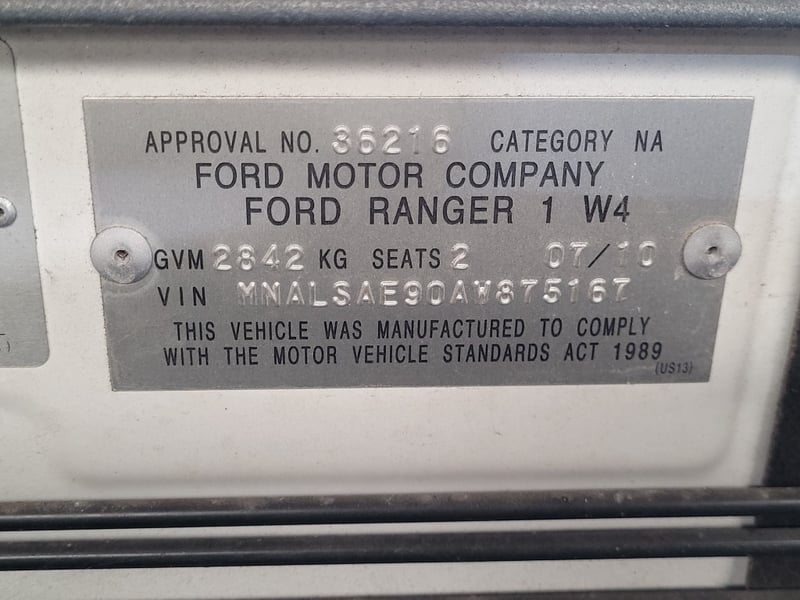 APPROVAL NO. 36216 CATEGORY NA
FORD MOTOR COMPANY
FORD RANGER 1 W4
GVM 2842 KG SEATS 2 07/10
VIN MNALSAE90AW875167
THIS VEHICLE WAS MANUFACTURED TO COMPLY
WITH THE MOTOR VEHICLE STANDARDS ACT 1989
(US13)